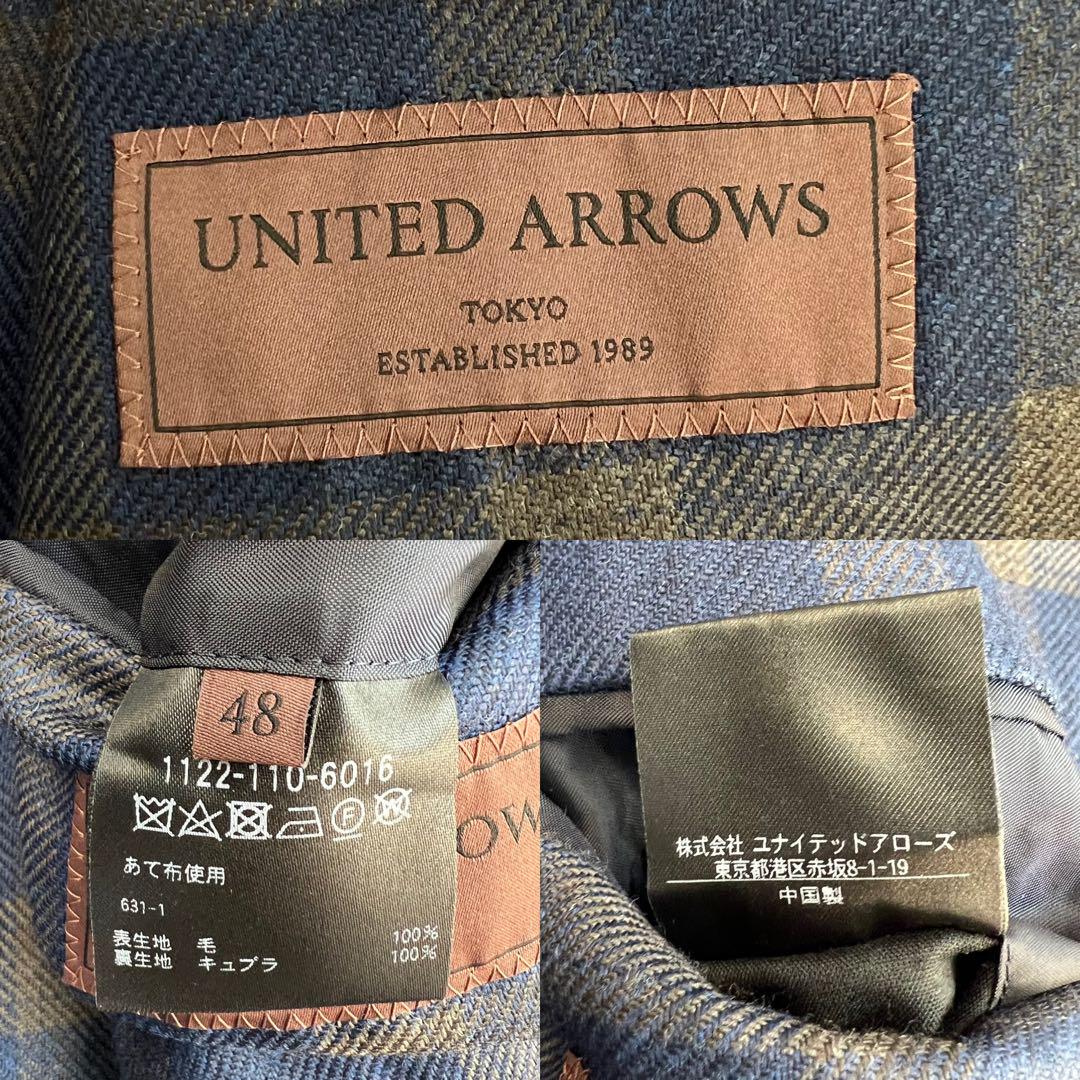 UNITED ARROWS
TOKYO
ESTABLISHED 1989
48
1122-110-6016
F
W
あて布使用
631-1
表生地 毛 100%
裏生地 キュプラ 100%
ROW
株式会社 ユナイテッドアローズ
東京都港区赤坂8-1-19
中国製